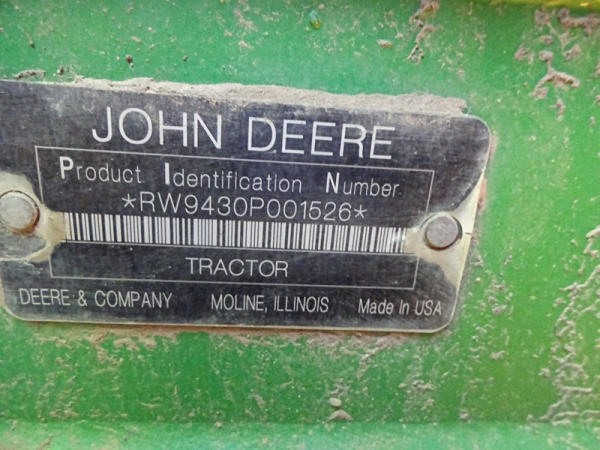 JOHN DEERE
Product Identification Number
*RW9430P001526*
TRACTOR
DEERE & COMPANY MOLINE, ILLINOIS Made In USA